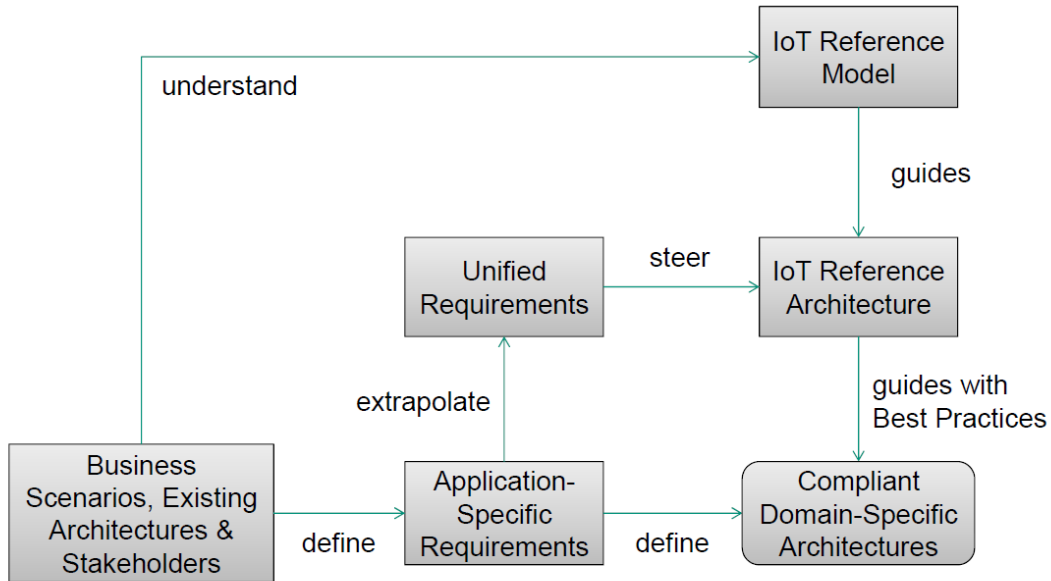 IoT Reference
Model
understand
guides
Unified
Requirements
steer
IoT Reference
Architecture
extrapolate
guides with
Best Practices
Business
Scenarios, Existing
Architectures &
Stakeholders
define
Application-
Specific
Requirements
define
Compliant
Domain-Specific
Architectures